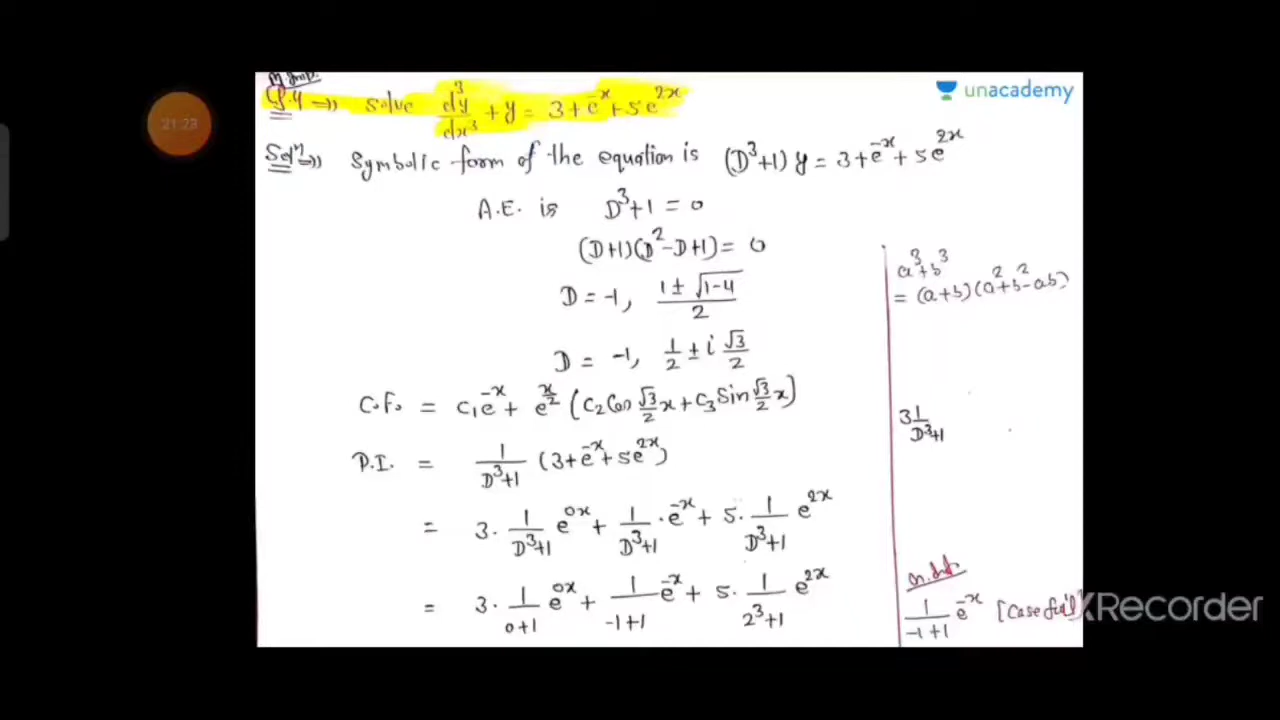 M.Imp.
Q.4 ⇒ solve d³y/dx³ + y = 3 + e^-x + 5e^2x
unacademy
21:23
Solⁿ ⇒ Symbolic form of the equation is (D³+1) y = 3 + e^-x + 5e^2x
A.E. is D³+1 = 0
(D+1)(D²-D+1) = 0
D = -1, (1 ± √(1-4))/2
D = -1, 1/2 ± i √3/2
C.F. = c₁e^-x + e^(x/2) (c₂ Cos √3/2 x + c₃ Sin √3/2 x)
P.I. = 1/(D³+1) (3 + e^-x + 5e^2x)
= 3. 1/(D³+1) e^0x + 1/(D³+1) . e^-x + 5. 1/(D³+1) e^2x
= 3. 1/(0+1) e^0x + 1/(-1+1) e^-x + 5. 1/(2³+1) e^2x
a³+b³
= (a+b)(a²+b²-ab)
3 1/(D³+1)
1/(-1+1) e^-x [Case fail]
XRecorder